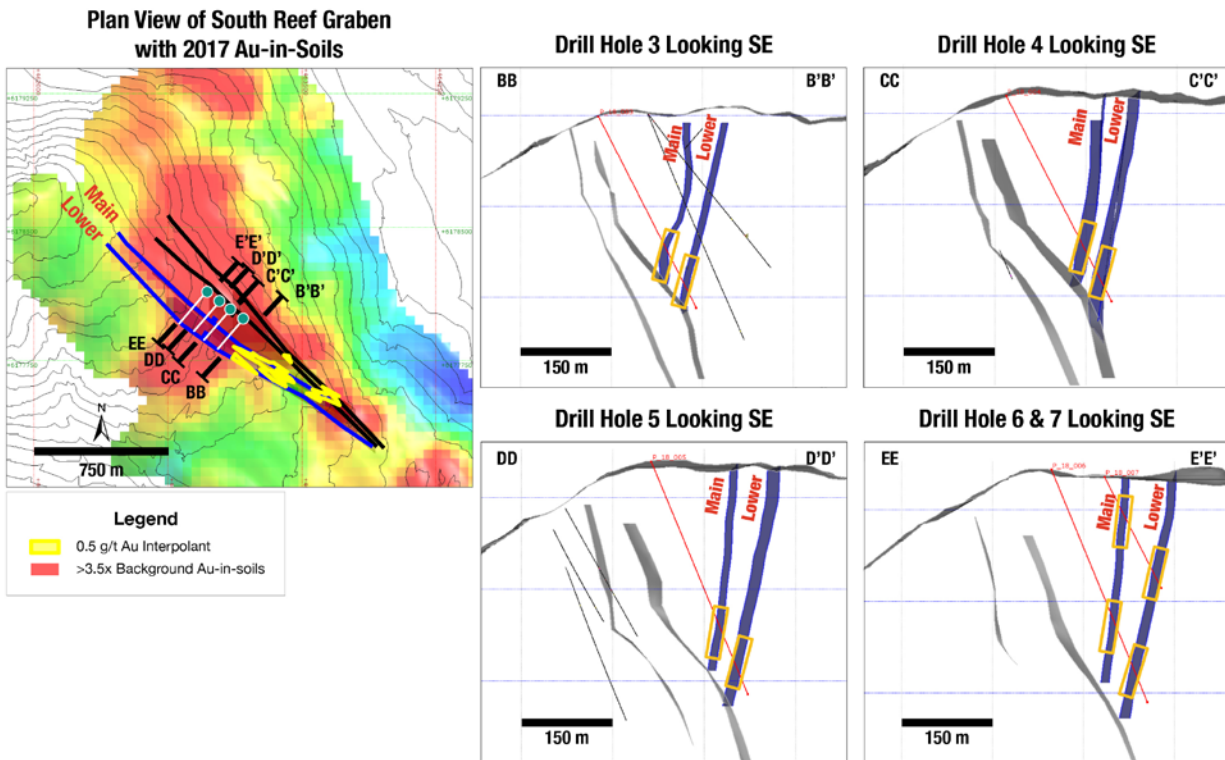 Plan View of South Reef Graben
with 2017 Au-in-Soils
Main
Lower
E'E'
D'D'
C'C'
B'B'
EE
DD
CC
BB
N
750 m
Legend
0.5 g/t Au Interpolant
>3.5x Background Au-in-soils
Drill Hole 3 Looking SE
BB
B'B'
Main
Lower
150 m
Drill Hole 4 Looking SE
CC
C'C'
Main
Lower
150 m
Drill Hole 5 Looking SE
DD
D'D'
P_18_005
Main
Lower
150 m
Drill Hole 6 & 7 Looking SE
EE
E'E'
P_18_006
P_18_007
Main
Lower
150 m